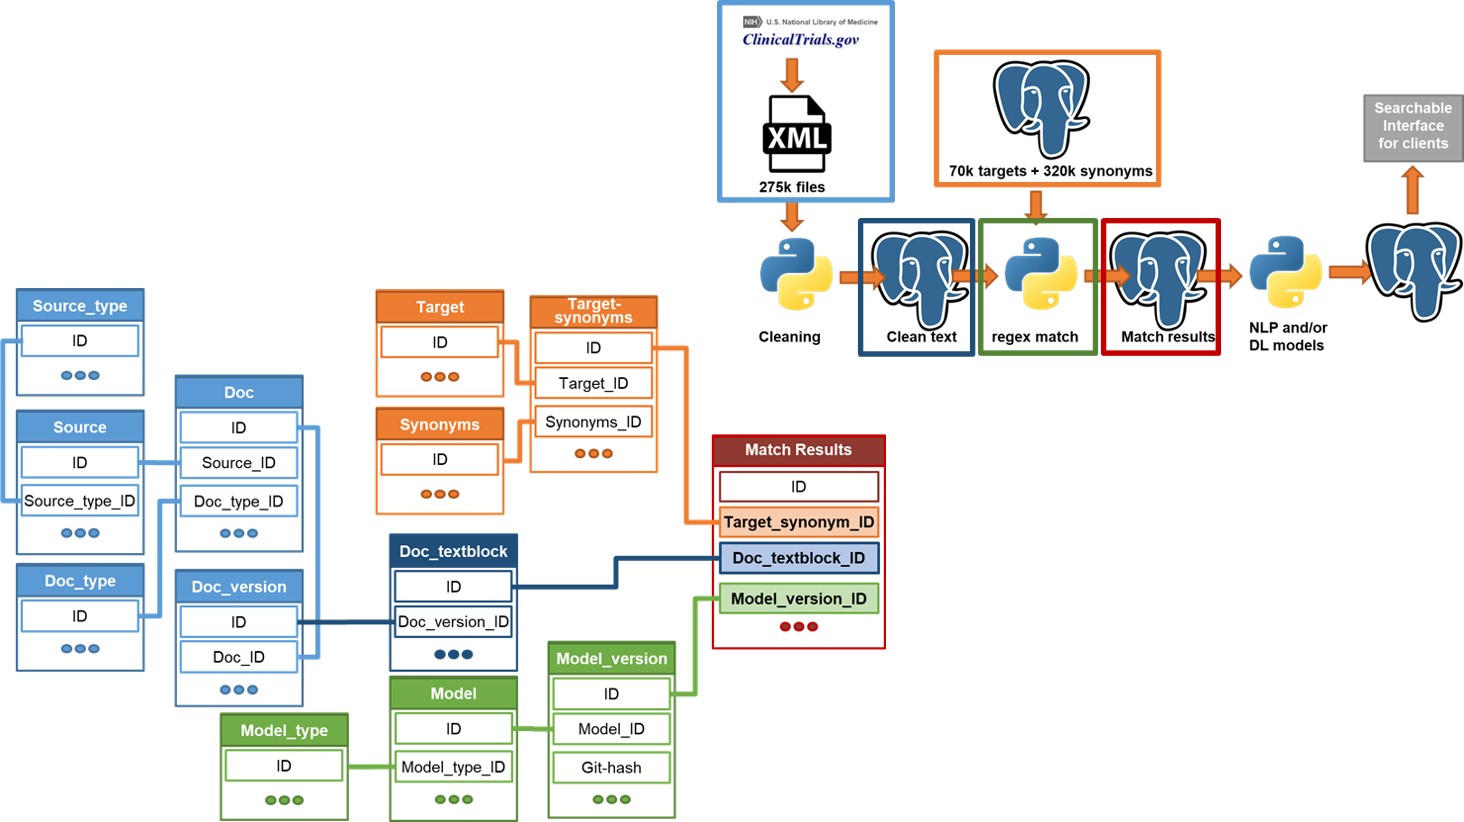 NIH U.S. National Library of Medicine
ClinicalTrials.gov
XML
275k files
70k targets + 320k synonyms
Searchable
Interface
for clients
Cleaning
Clean text
regex match
Match results
NLP and/or
DL models
Source_type
ID
Source
ID
Source_type_ID
Doc_type
ID
Doc
ID
Source_ID
Doc_type_ID
Doc_version
ID
Doc_ID
Target
ID
Synonyms
ID
Target-
synonyms
ID
Target_ID
Synonyms_ID
Doc_textblock
ID
Doc_version_ID
Match Results
ID
Target_synonym_ID
Doc_textblock_ID
Model_version_ID
Model_type
ID
Model
ID
Model_type_ID
Model_version
ID
Model_ID
Git-hash